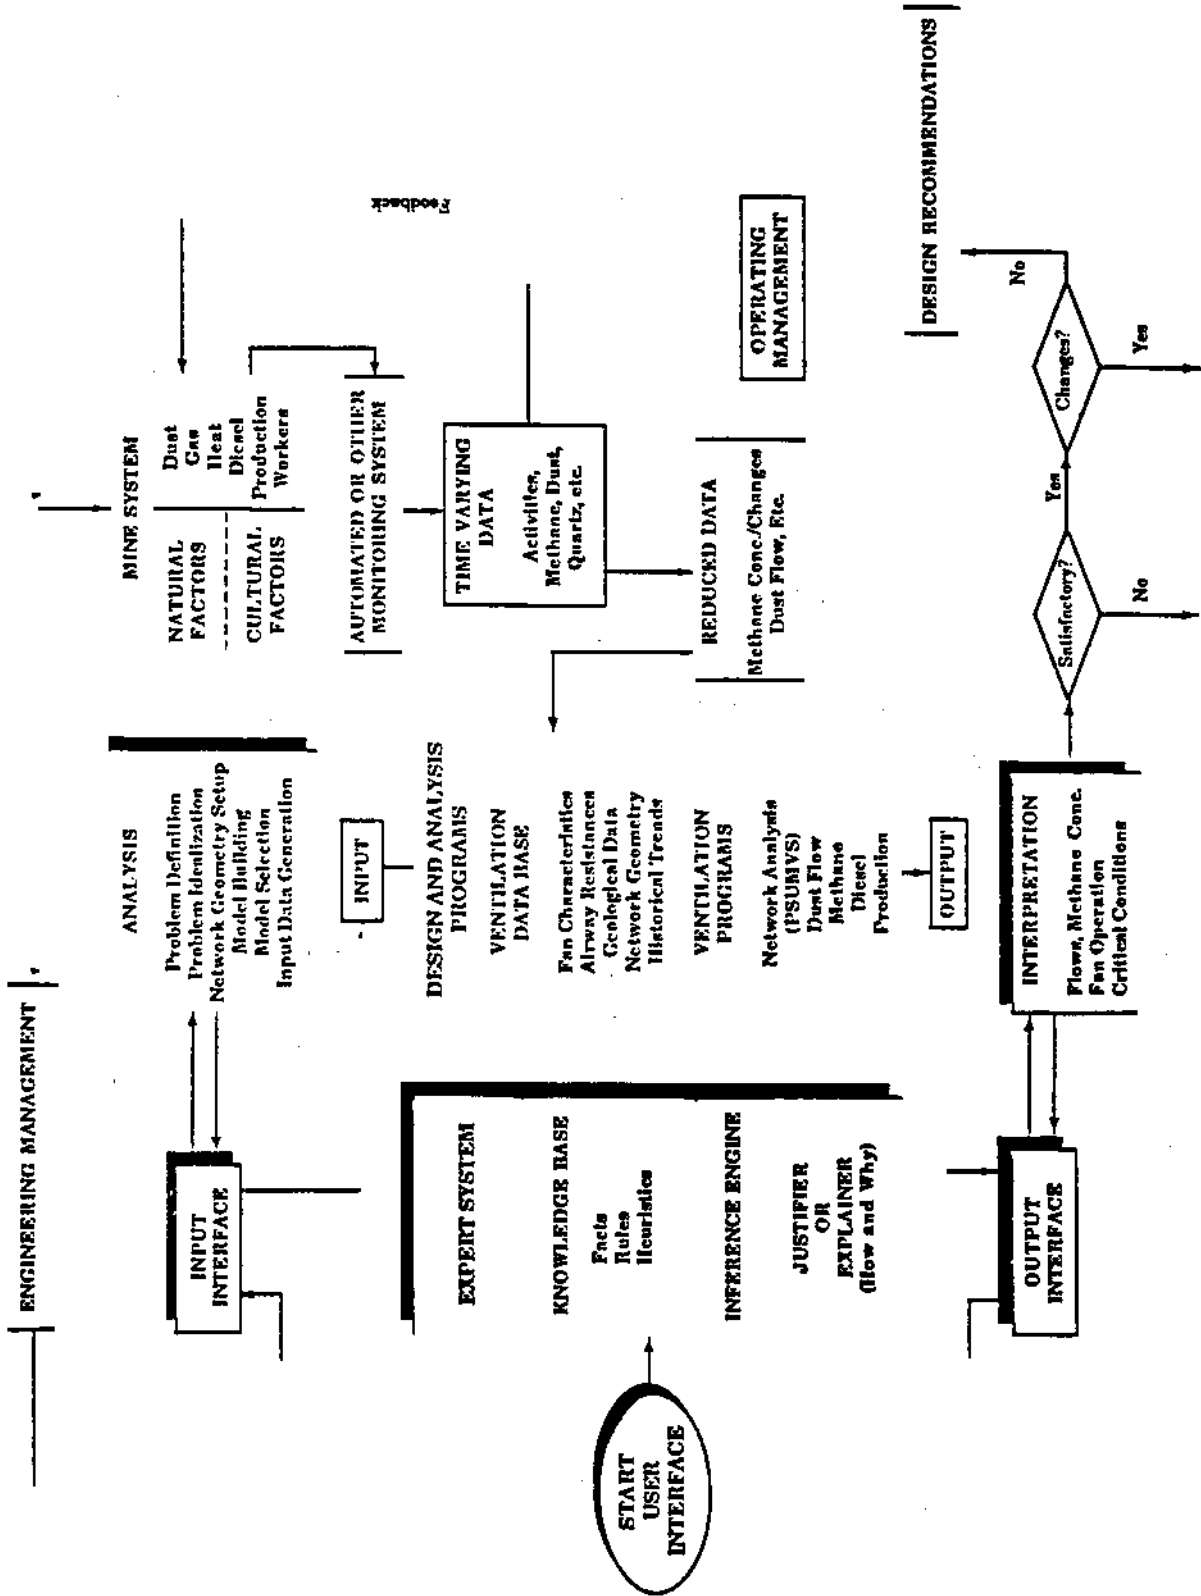 ENGINEERING MANAGEMENT
INPUT
INTERFACE
ANALYSIS
Problem Definition
Problem Idealization
Network Geometry Setup
Model Building
Model Selection
Input Data Generation
MINE SYSTEM
NATURAL
FACTORS
CULTURAL
FACTORS
Dust
Gas
Heat
Diesel
Production
Workers
INPUT
AUTOMATED OR OTHER
MONITORING SYSTEM
Feedback
START
USER
INTERFACE
EXPERT SYSTEM
KNOWLEDGE BASE
Facts
Rules
Heuristics
INFERENCE ENGINE
JUSTIFIER
OR
EXPLAINER
(How and Why)
DESIGN AND ANALYSIS
PROGRAMS
VENTILATION
DATA BASE
Fan Characteristics
Airway Resistances
Geological Data
Network Geometry
Historical Trends
VENTILATION
PROGRAMS
Network Analysis
(PSUMVS)
Dust Flow
Methane
Diesel
Production
TIME VARYING
DATA
Activities,
Methane, Dust,
Quartz, etc.
REDUCED DATA
Methane Conc./Changes
Dust Flow, Etc.
OPERATING
MANAGEMENT
OUTPUT
OUTPUT
INTERFACE
INTERPRETATION
Flows, Methane Conc.
Fan Operation
Critical Conditions
Satisfactory?
Yes
No
Changes?
No
Yes
DESIGN RECOMMENDATIONS